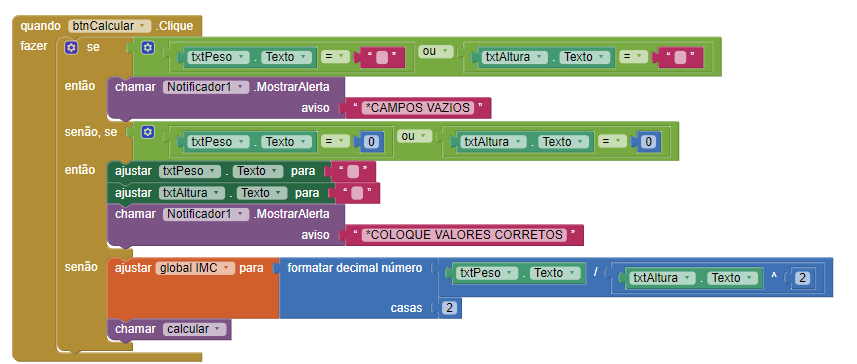 quando btnCalcular .Clique
fazer se txtPeso . Texto = “ ” ou txtAltura . Texto = “ ”
então chamar Notificador1 .MostrarAlerta
aviso “ *CAMPOS VAZIOS ”
senão, se txtPeso . Texto = 0 ou txtAltura . Texto = 0
então ajustar txtPeso . Texto para “ ”
ajustar txtAltura . Texto para “ ”
chamar Notificador1 .MostrarAlerta
aviso “ *COLOQUE VALORES CORRETOS ”
senão ajustar global IMC para formatar decimal número txtPeso . Texto / txtAltura . Texto ^ 2
casas 2
chamar calcular